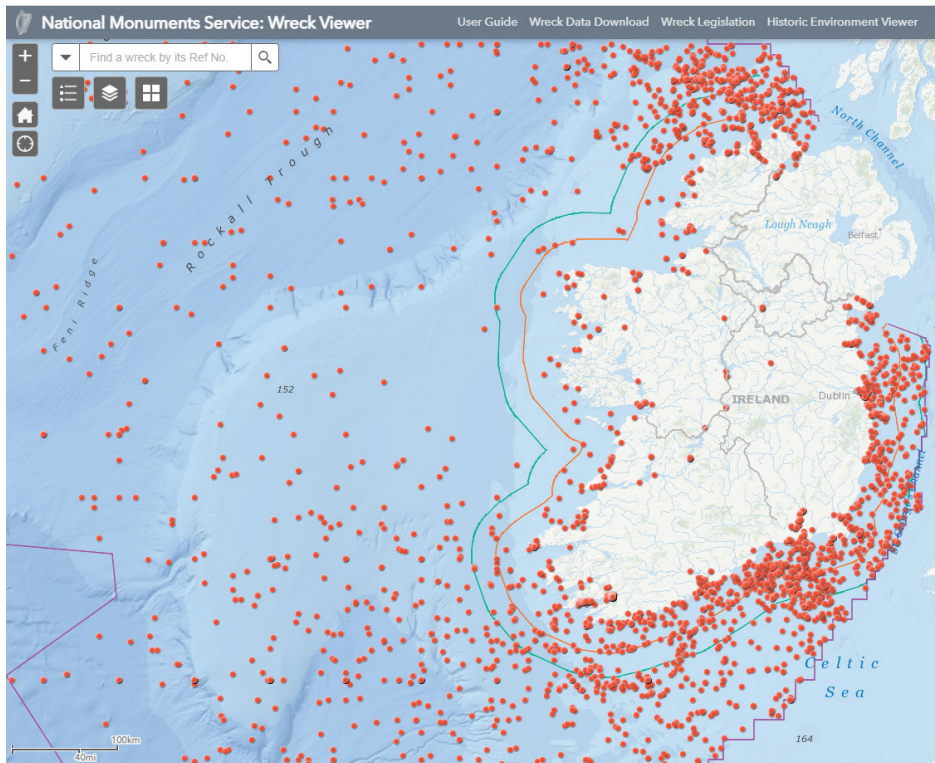 National Monuments Service: Wreck Viewer
User Guide Wreck Data Download Wreck Legislation Historic Environment Viewer
Find a wreck by its Ref No.
North Channel
Rockall Trough
Lough Neagh
Belfast
Feni Ridge
152
IRELAND
Dublin
Celtic
Sea
164
100km
40mi